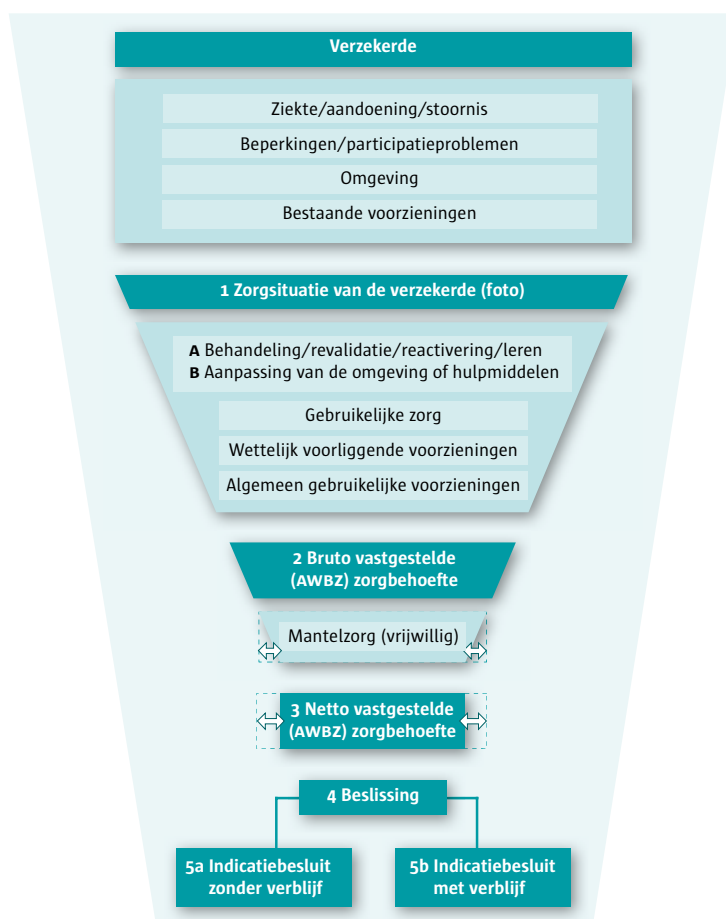 Verzekerde
Ziekte/aandoening/stoornis
Beperkingen/participatieproblemen
Omgeving
Bestaande voorzieningen
1 Zorgsituatie van de verzekerde (foto)
A Behandeling/revalidatie/reactivering/leren
B Aanpassing van de omgeving of hulpmiddelen
Gebruikelijke zorg
Wettelijk voorliggende voorzieningen
Algemeen gebruikelijke voorzieningen
2 Bruto vastgestelde
(AWBZ) zorgbehoefte
Mantelzorg (vrijwillig)
3 Netto vastgestelde
(AWBZ) zorgbehoefte
4 Beslissing
5a Indicatiebesluit
zonder verblijf
5b Indicatiebesluit
met verblijf